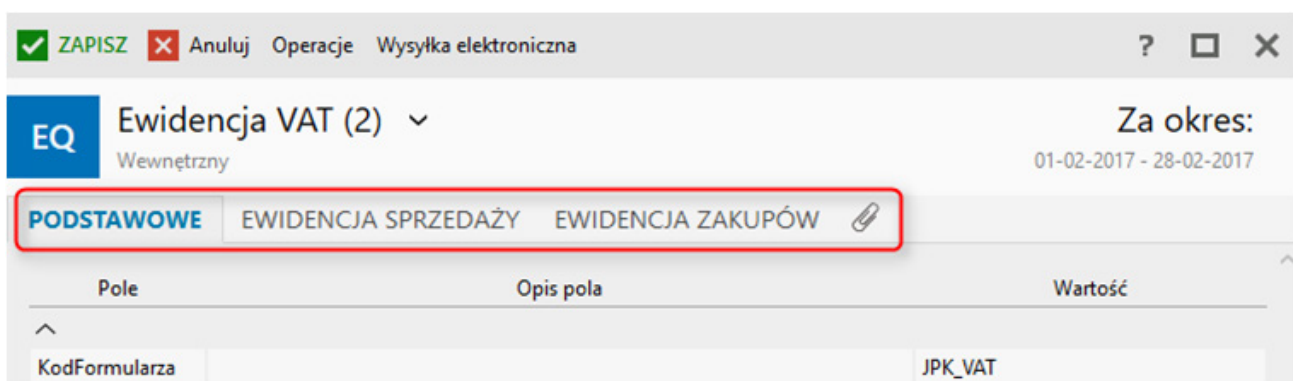 ZAPISZ Anuluj Operacje Wysyłka elektroniczna ?
EQ
Ewidencja VAT (2)
Wewnętrzny
Za okres:
01-02-2017 - 28-02-2017
PODSTAWOWE EWIDENCJA SPRZEDAŻY EWIDENCJA ZAKUPÓW
Pole Opis pola Wartość
KodFormularza JPK_VAT